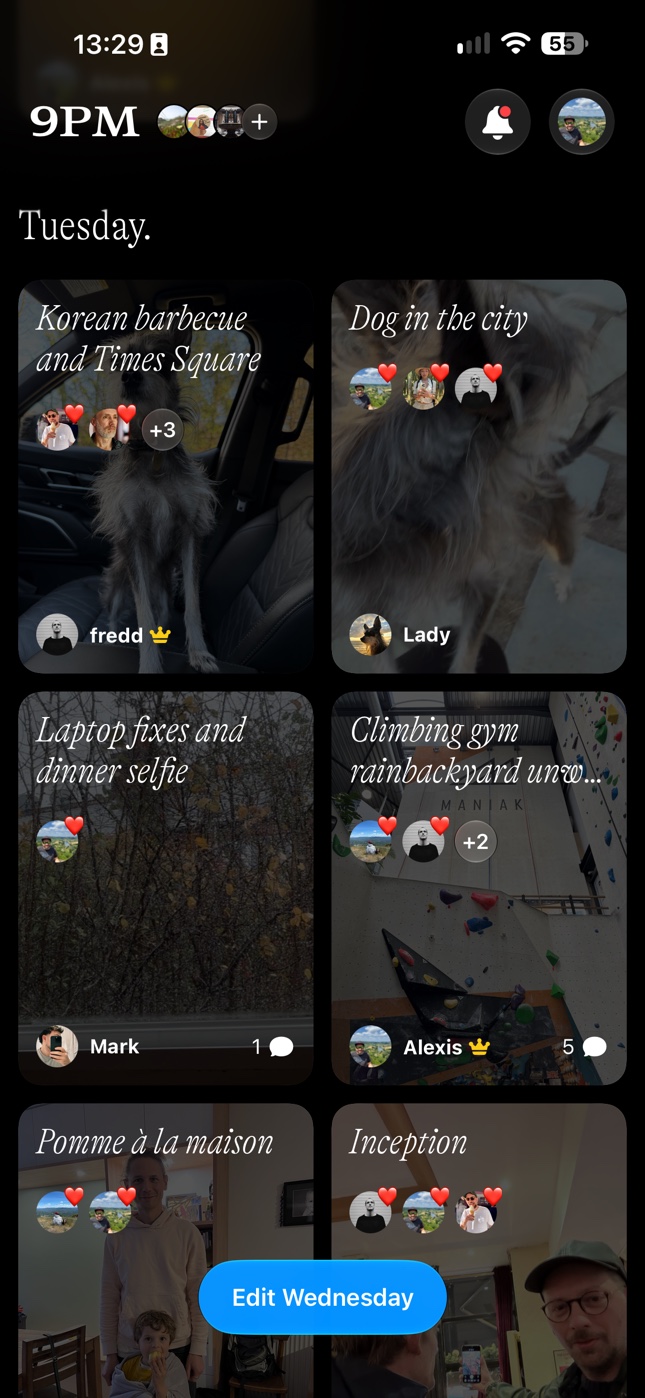 13:29
55
9PM
+
Tuesday.
Korean barbecue
and Times Square
+3
fredd
Dog in the city
Lady
Laptop fixes and
dinner selfie
Mark
1
Climbing gym
rainbackyard unw...
MANIAK
+2
Alexis
5
Pomme à la maison
Inception
Edit Wednesday